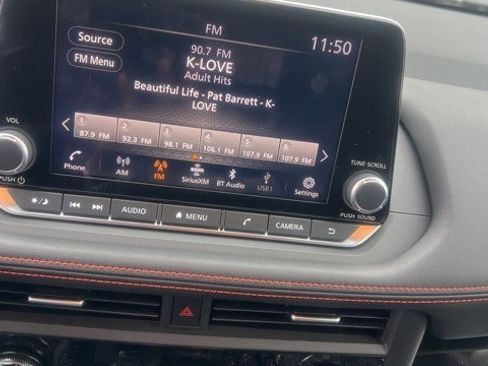 FM
11:50
Source
90.7 FM
K-LOVE
FM Menu
Adult Hits
Beautiful Life - Pat Barrett - K-
LOVE
VOL
1 2 3 4 5 6
87.9 FM 92.3 FM 98.1 FM 106.1 FM 107.9 FM 107.9 FM
TUNE·SCROLL
Phone AM FM SiriusXM BT Audio USB1 Settings
PUSH
PUSH SOUND
AUDIO MENU CAMERA